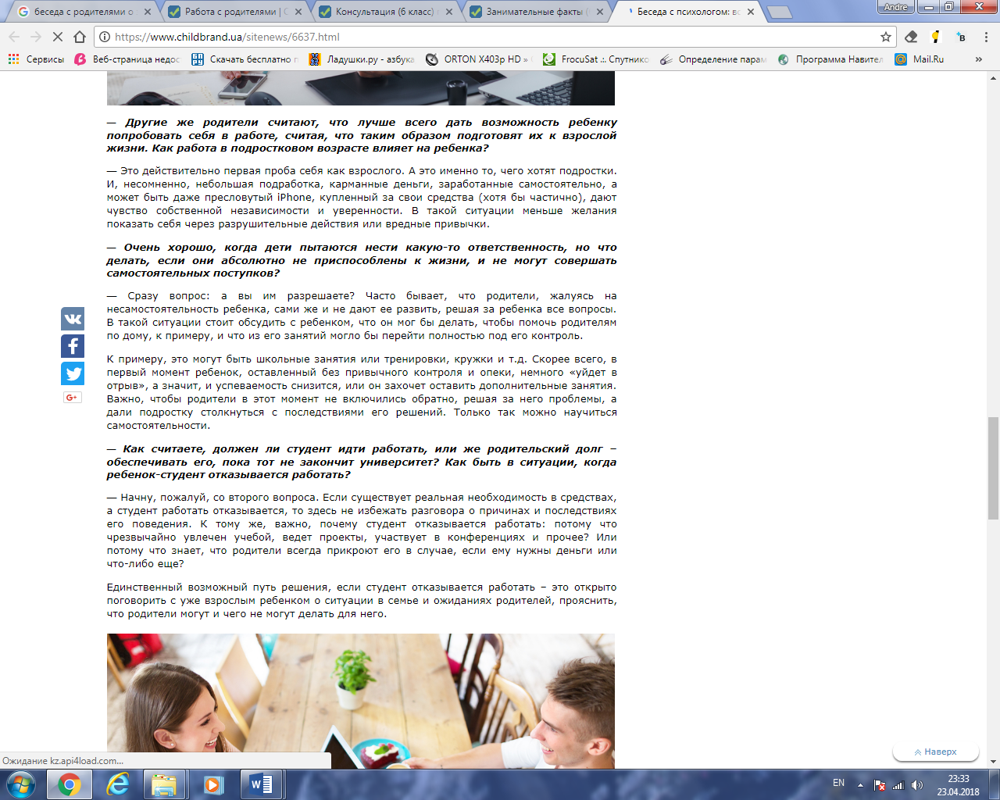 беседа с родителями о
Работа с родителями | С
Консультация (6 класс)
Занимательные факты
Беседа с психологом: во
Andre
https://www.childbrand.ua/sitenews/6637.html
Сервисы
Веб-страница недос
Скачать бесплатно п
Ладушки.ру - азбука
ORTON X403p HD »
FrocuSat .:. Спутнико
Определение парам
Программа Навител
Mail.Ru
»
— Другие же родители считают, что лучше всего дать возможность ребенку
попробовать себя в работе, считая, что таким образом подготовят их к взрослой
жизни. Как работа в подростковом возрасте влияет на ребенка?
— Это действительно первая проба себя как взрослого. А это именно то, чего хотят подростки.
И, несомненно, небольшая подработка, карманные деньги, заработанные самостоятельно, а
может быть даже пресловутый iPhone, купленный за свои средства (хотя бы частично), дают
чувство собственной независимости и уверенности. В такой ситуации меньше желания
показать себя через разрушительные действия или вредные привычки.
— Очень хорошо, когда дети пытаются нести какую-то ответственность, но что
делать, если они абсолютно не приспособлены к жизни, и не могут совершать
самостоятельных поступков?
— Сразу вопрос: а вы им разрешаете? Часто бывает, что родители, жалуясь на
несамостоятельность ребенка, сами же и не дают ее развить, решая за ребенка все вопросы.
В такой ситуации стоит обсудить с ребенком, что он мог бы делать, чтобы помочь родителям
по дому, к примеру, и что из его занятий могло бы перейти полностью под его контроль.
К примеру, это могут быть школьные занятия или тренировки, кружки и т.д. Скорее всего, в
первый момент ребенок, оставленный без привычного контроля и опеки, немного «уйдет в
отрыв», а значит, и успеваемость снизится, или он захочет оставить дополнительные занятия.
Важно, чтобы родители в этот момент не включились обратно, решая за него проблемы, а
дали подростку столкнуться с последствиями его решений. Только так можно научиться
самостоятельности.
— Как считаете, должен ли студент идти работать, или же родительский долг –
обеспечивать его, пока тот не закончит университет? Как быть в ситуации, когда
ребенок-студент отказывается работать?
— Начну, пожалуй, со второго вопроса. Если существует реальная необходимость в средствах,
а студент работать отказывается, то здесь не избежать разговора о причинах и последствиях
его поведения. К тому же, важно, почему студент отказывается работать: потому что
чрезвычайно увлечен учебой, ведет проекты, участвует в конференциях и прочее? Или
потому что знает, что родители всегда прикроют его в случае, если ему нужны деньги или
что-либо еще?
Единственный возможный путь решения, если студент отказывается работать – это открыто
поговорить с уже взрослым ребенком о ситуации в семье и ожиданиях родителей, прояснить,
что родители могут и чего не могут делать для него.
Ожидание kz.api4load.com...
Наверх
EN
23:33
23.04.2018